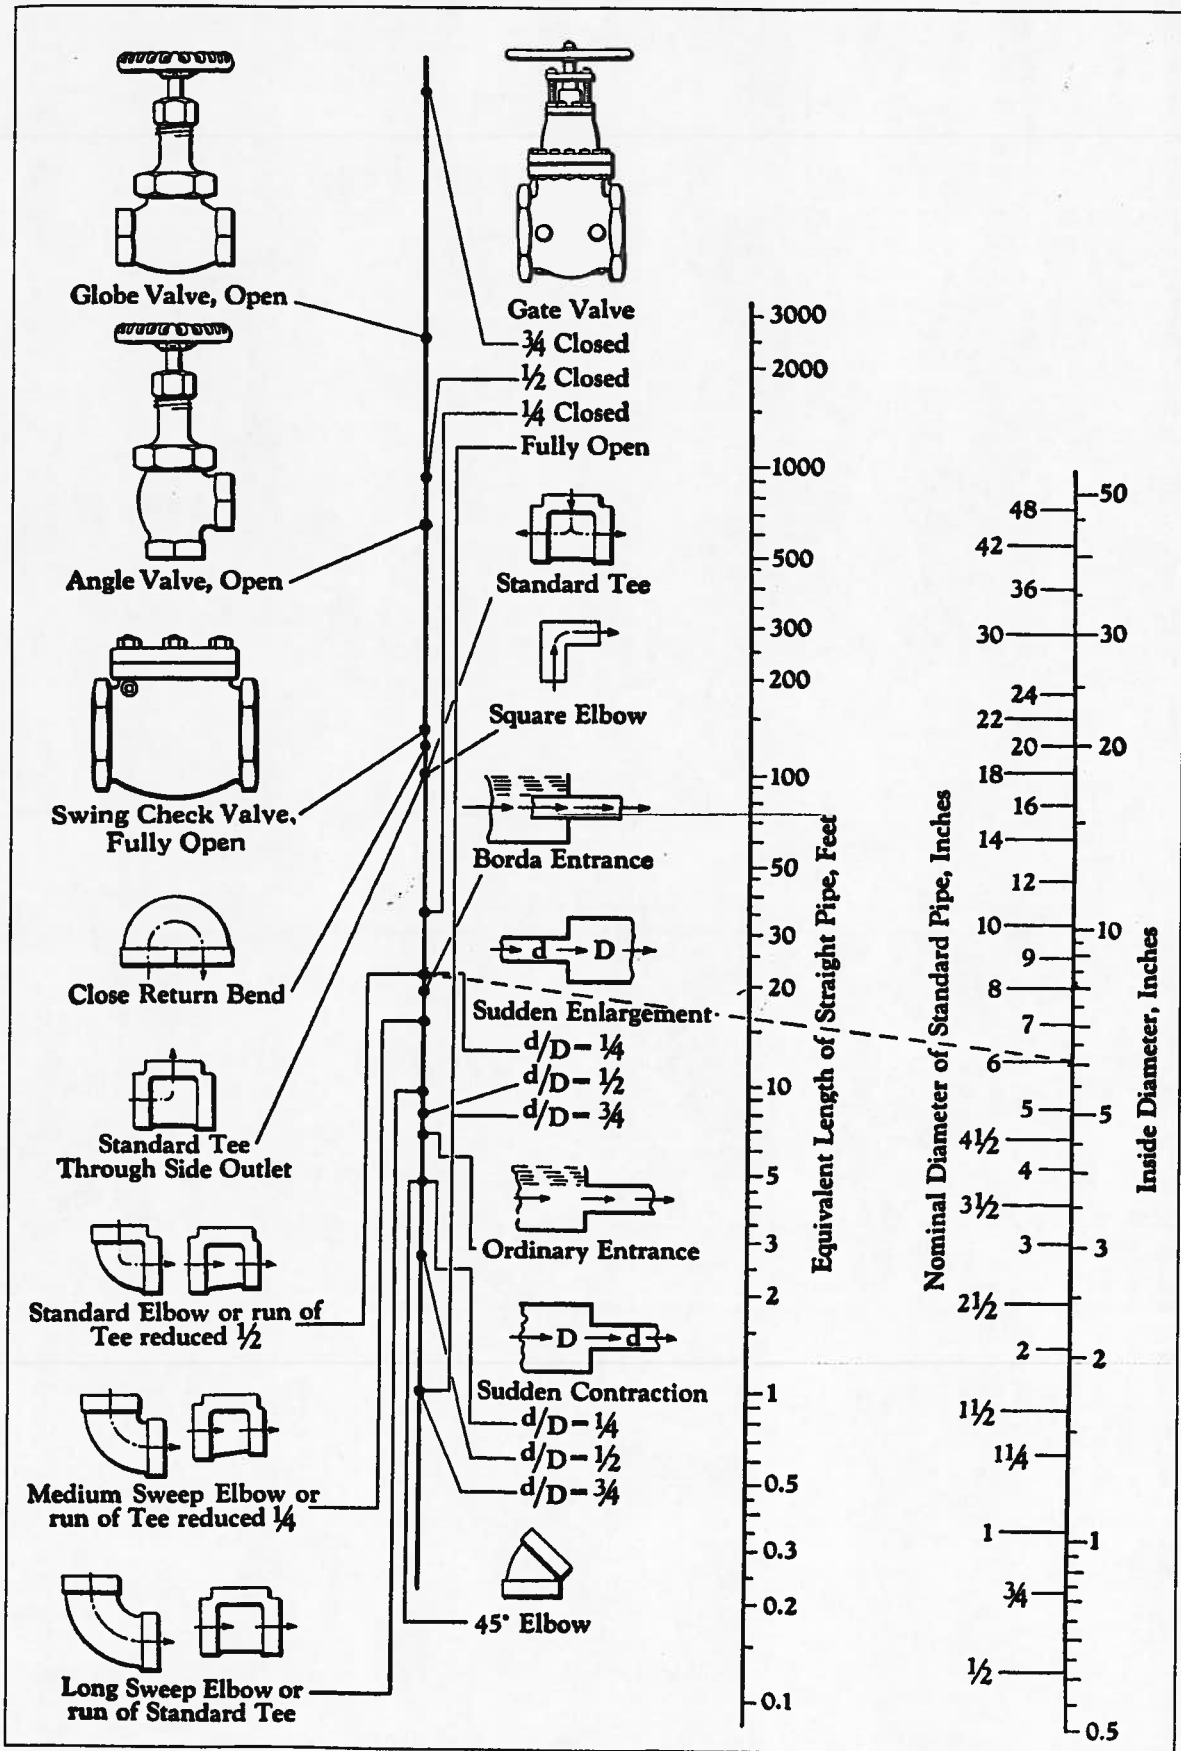 Globe Valve, Open
Angle Valve, Open
Swing Check Valve,
Fully Open
Close Return Bend
Standard Tee
Through Side Outlet
Standard Elbow or run of
Tee reduced ½
Medium Sweep Elbow or
run of Tee reduced ¼
Long Sweep Elbow or
run of Standard Tee
Gate Valve
¾ Closed
½ Closed
¼ Closed
Fully Open
Standard Tee
Square Elbow
Borda Entrance
d D
Sudden Enlargement
d/D = ¼
d/D = ½
d/D = ¾
Ordinary Entrance
D d
Sudden Contraction
d/D = ¼
d/D = ½
d/D = ¾
45° Elbow
3000
2000
1000
500
300
200
100
50
30
20
10
5
3
2
1
0.5
0.3
0.2
0.1
Equivalent Length of Straight Pipe, Feet
Nominal Diameter of Standard Pipe, Inches
48
42
36
30
24
22
20
18
16
14
12
10
9
8
7
6
5
4½
4
3½
3
2½
2
1½
1¼
1
¾
½
50
30
20
10
5
3
2
1
0.5
Inside Diameter, Inches